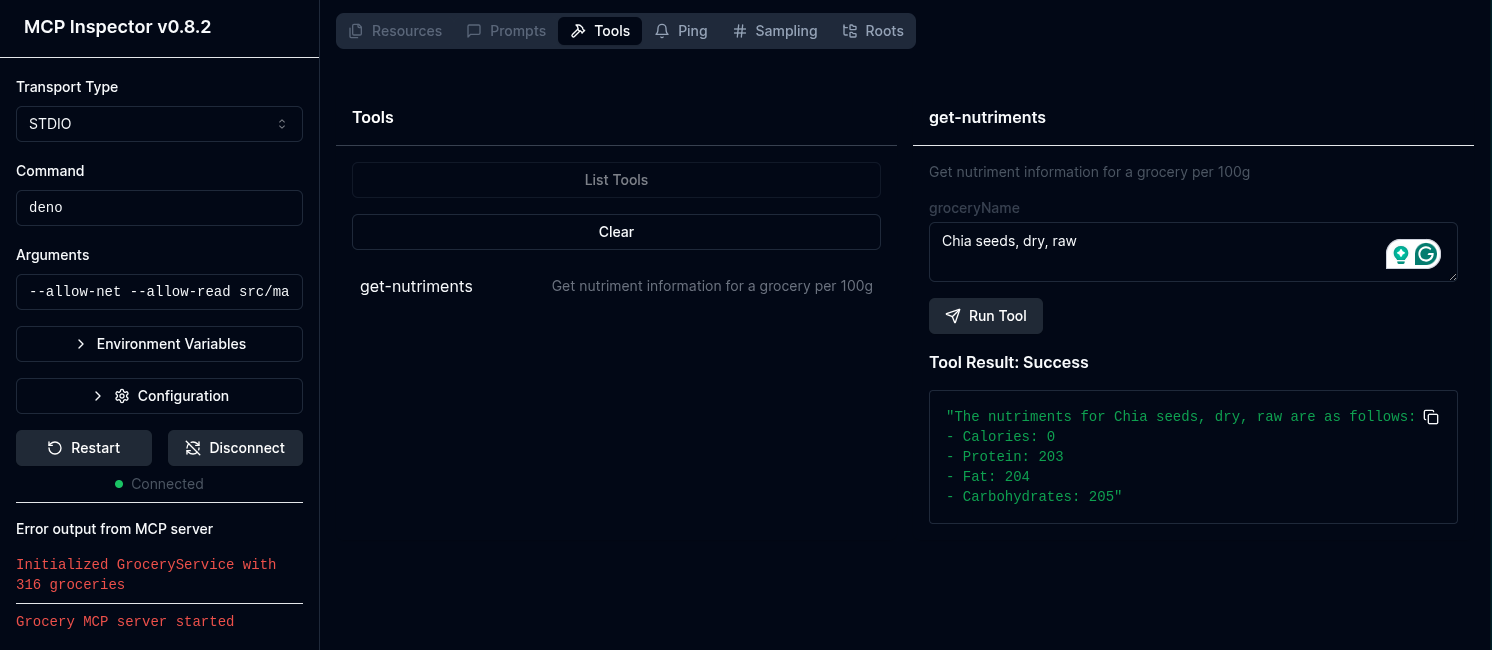 MCP Inspector v0.8.2
Transport Type
STDIO
Command
deno
Arguments
--allow-net --allow-read src/ma
Environment Variables
Configuration
Restart
Disconnect
Connected
Error output from MCP server
Initialized GroceryService with
316 groceries
Grocery MCP server started
Resources
Prompts
Tools
Ping
Sampling
Roots
Tools
List Tools
Clear
get-nutriments
Get nutriment information for a grocery per 100g
get-nutriments
Get nutriment information for a grocery per 100g
groceryName
Chia seeds, dry, raw
Run Tool
Tool Result: Success
"The nutriments for Chia seeds, dry, raw are as follows:
- Calories: 0
- Protein: 203
- Fat: 204
- Carbohydrates: 205"